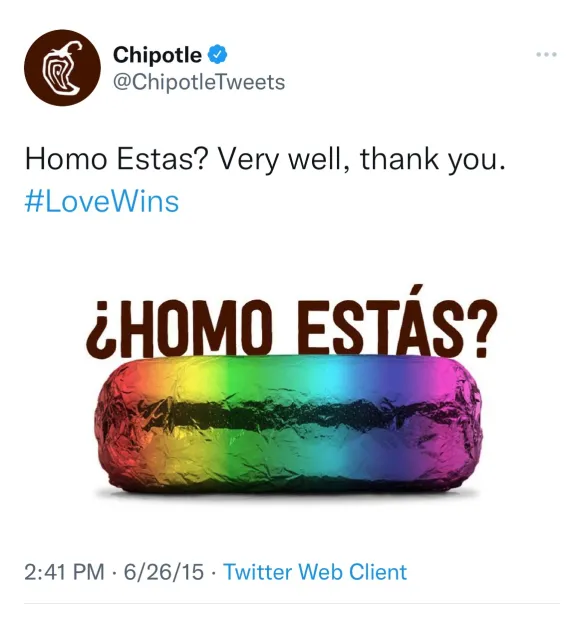 Chipotle
@ChipotleTweets
Homo Estas? Very well, thank you.
#LoveWins
¿HOMO ESTÁS?
2:41 PM · 6/26/15 · Twitter Web Client